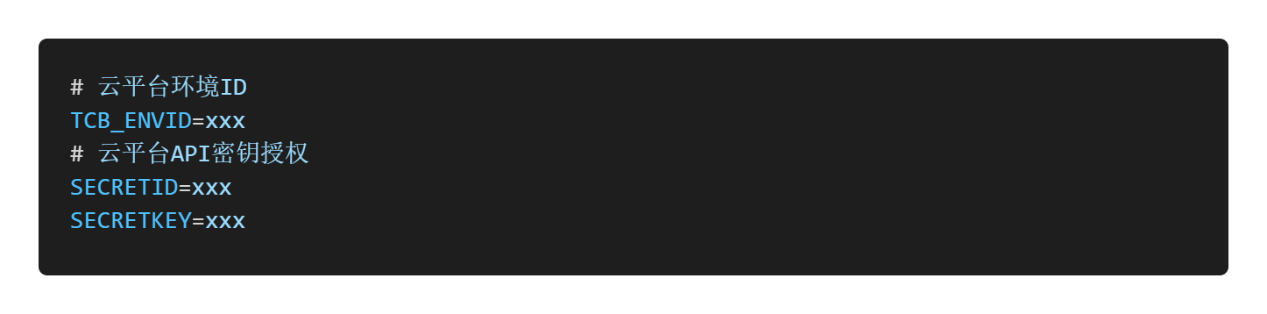 # 云平台环境ID
TCB_ENVID=xxx
# 云平台API密钥授权
SECRETID=xxx
SECRETKEY=xxx